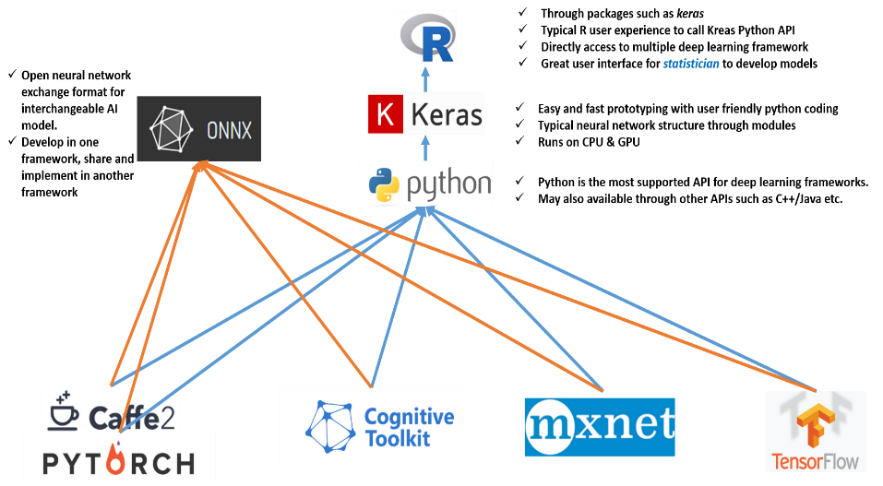 ✓ Through packages such as keras
✓ Typical R user experience to call Kreas Python API
✓ Directly access to multiple deep learning framework
✓ Great user interface for statistician to develop models
R
✓ Open neural network
exchange format for
interchangeable AI
model.
✓ Develop in one
framework, share and
implement in another
framework
ONNX
K Keras
✓ Easy and fast prototyping with user friendly python coding
✓ Typical neural network structure through modules
✓ Runs on CPU & GPU
python
✓ Python is the most supported API for deep learning frameworks.
✓ May also available through other APIs such as C++/Java etc.
Caffe2
PYTORCH
Cognitive
Toolkit
mxnet
TensorFlow